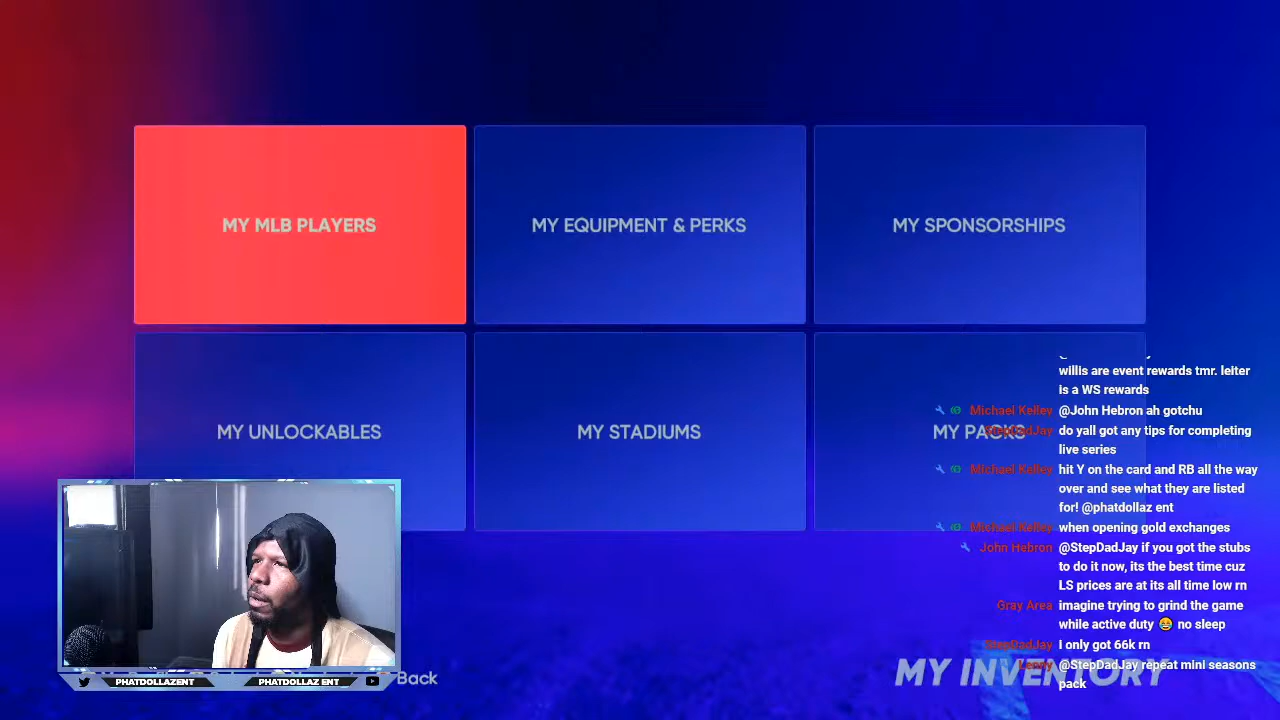 MY MLB PLAYERS
MY EQUIPMENT & PERKS
MY SPONSORSHIPS
MY UNLOCKABLES
MY STADIUMS
MY PACKS
willis are event rewards tmr. leiter
is a WS rewards
Michael Kelley @John Hebron ah gotchu
StepDadJay do yall got any tips for completing
live series
Michael Kelley hit Y on the card and RB all the way
over and see what they are listed
for! @phatdollaz ent
Michael Kelley when opening gold exchanges
John Hebron @StepDadJay if you got the stubs
to do it now, its the best time cuz
LS prices are at its all time low rn
Gray Area imagine trying to grind the game
while active duty 😂 no sleep
StepDadJay I only got 66k rn
Lenny @StepDadJay repeat mini seasons
pack
PHATDOLLAZENT
PHATDOLLAZ ENT
Back
MY INVENTORY